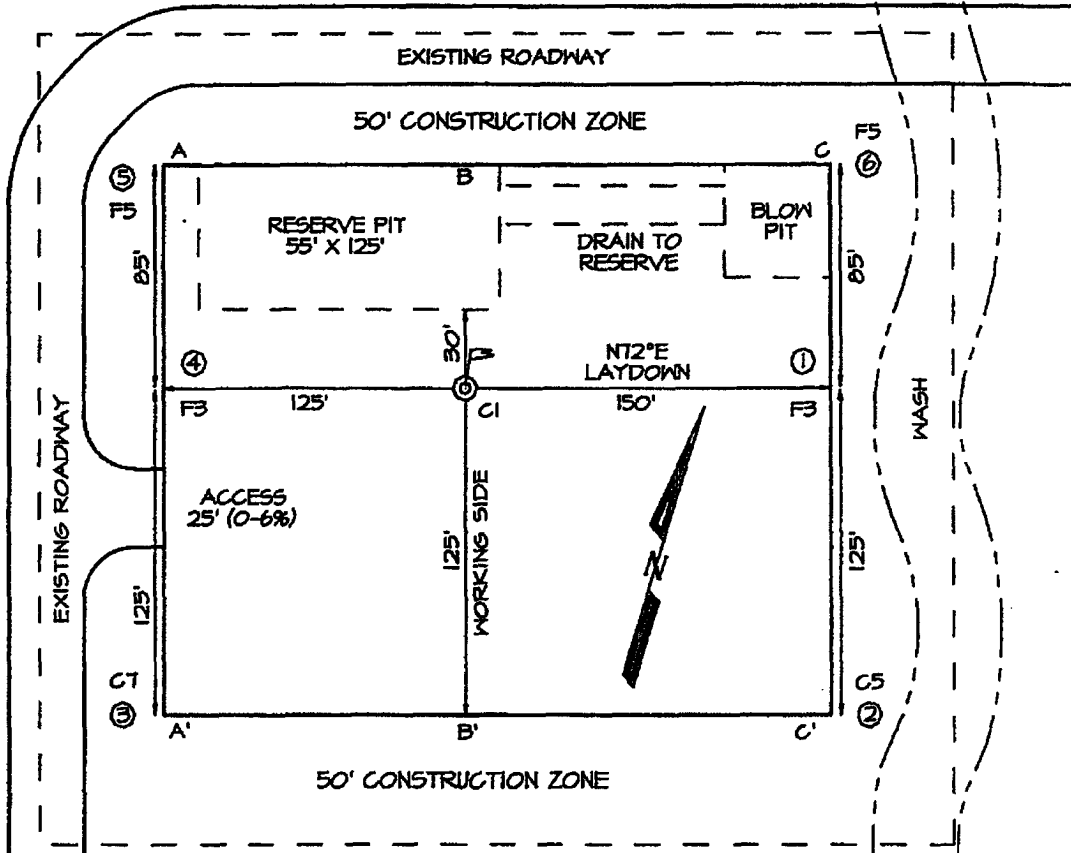 EXISTING ROADWAY
50' CONSTRUCTION ZONE
F5
A
B
C
⑤
⑥
F5
RESERVE PIT
55' X 125'
BLOW
PIT
DRAIN TO
RESERVE
85'
85'
30'
④
N72°E
LAYDOWN
①
F3
125'
C1
150'
F3
WASH
EXISTING ROADWAY
ACCESS
25' (0-6%)
WORKING SIDE
125'
N
125'
125'
C7
③
C5
②
A'
B'
C'
50' CONSTRUCTION ZONE